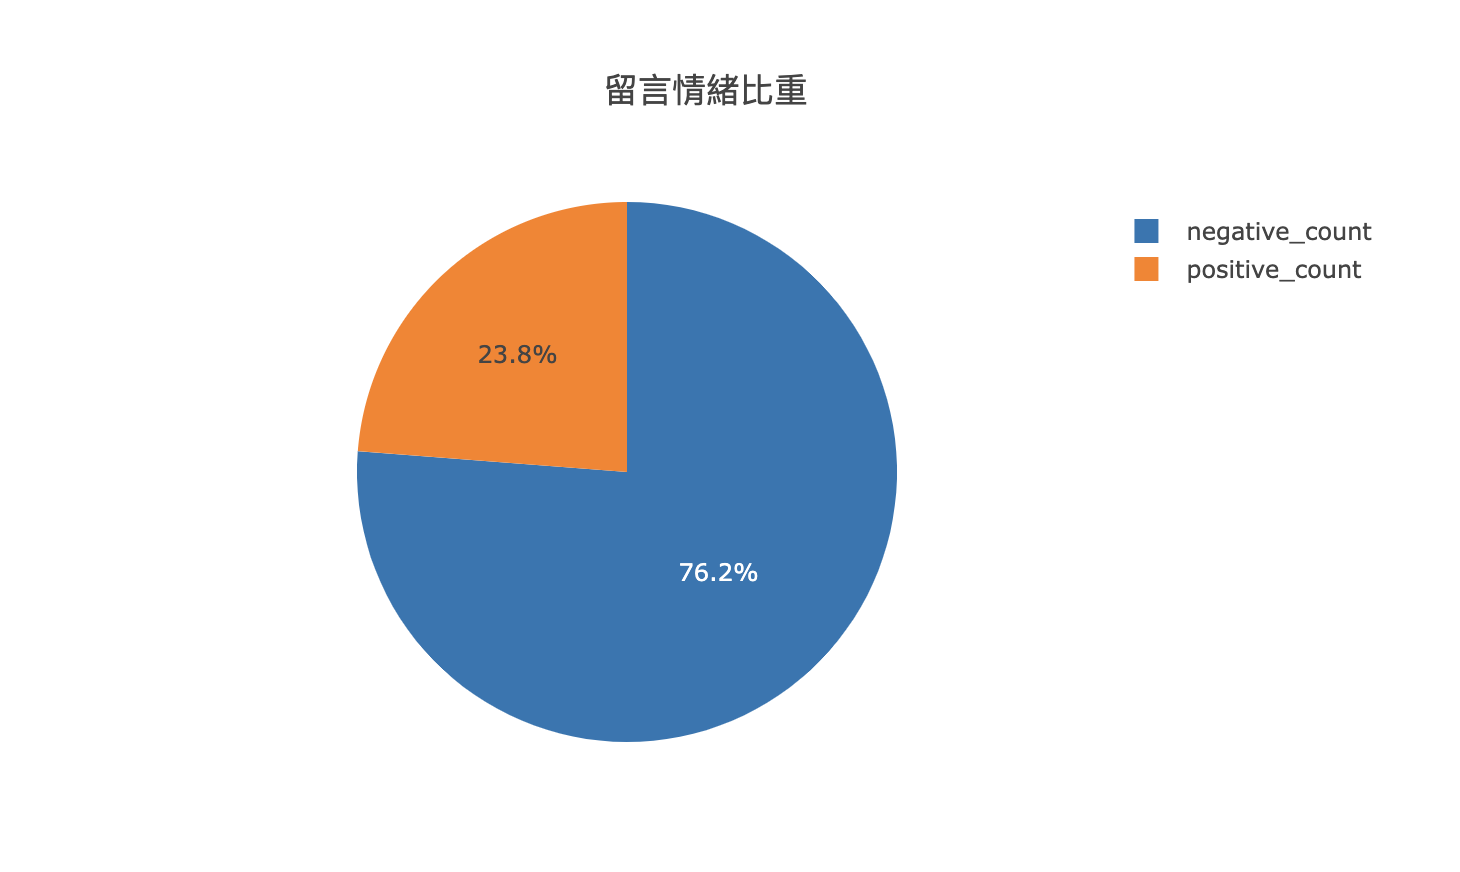 留言情緒比重
negative_count
positive_count
23.8%
76.2%